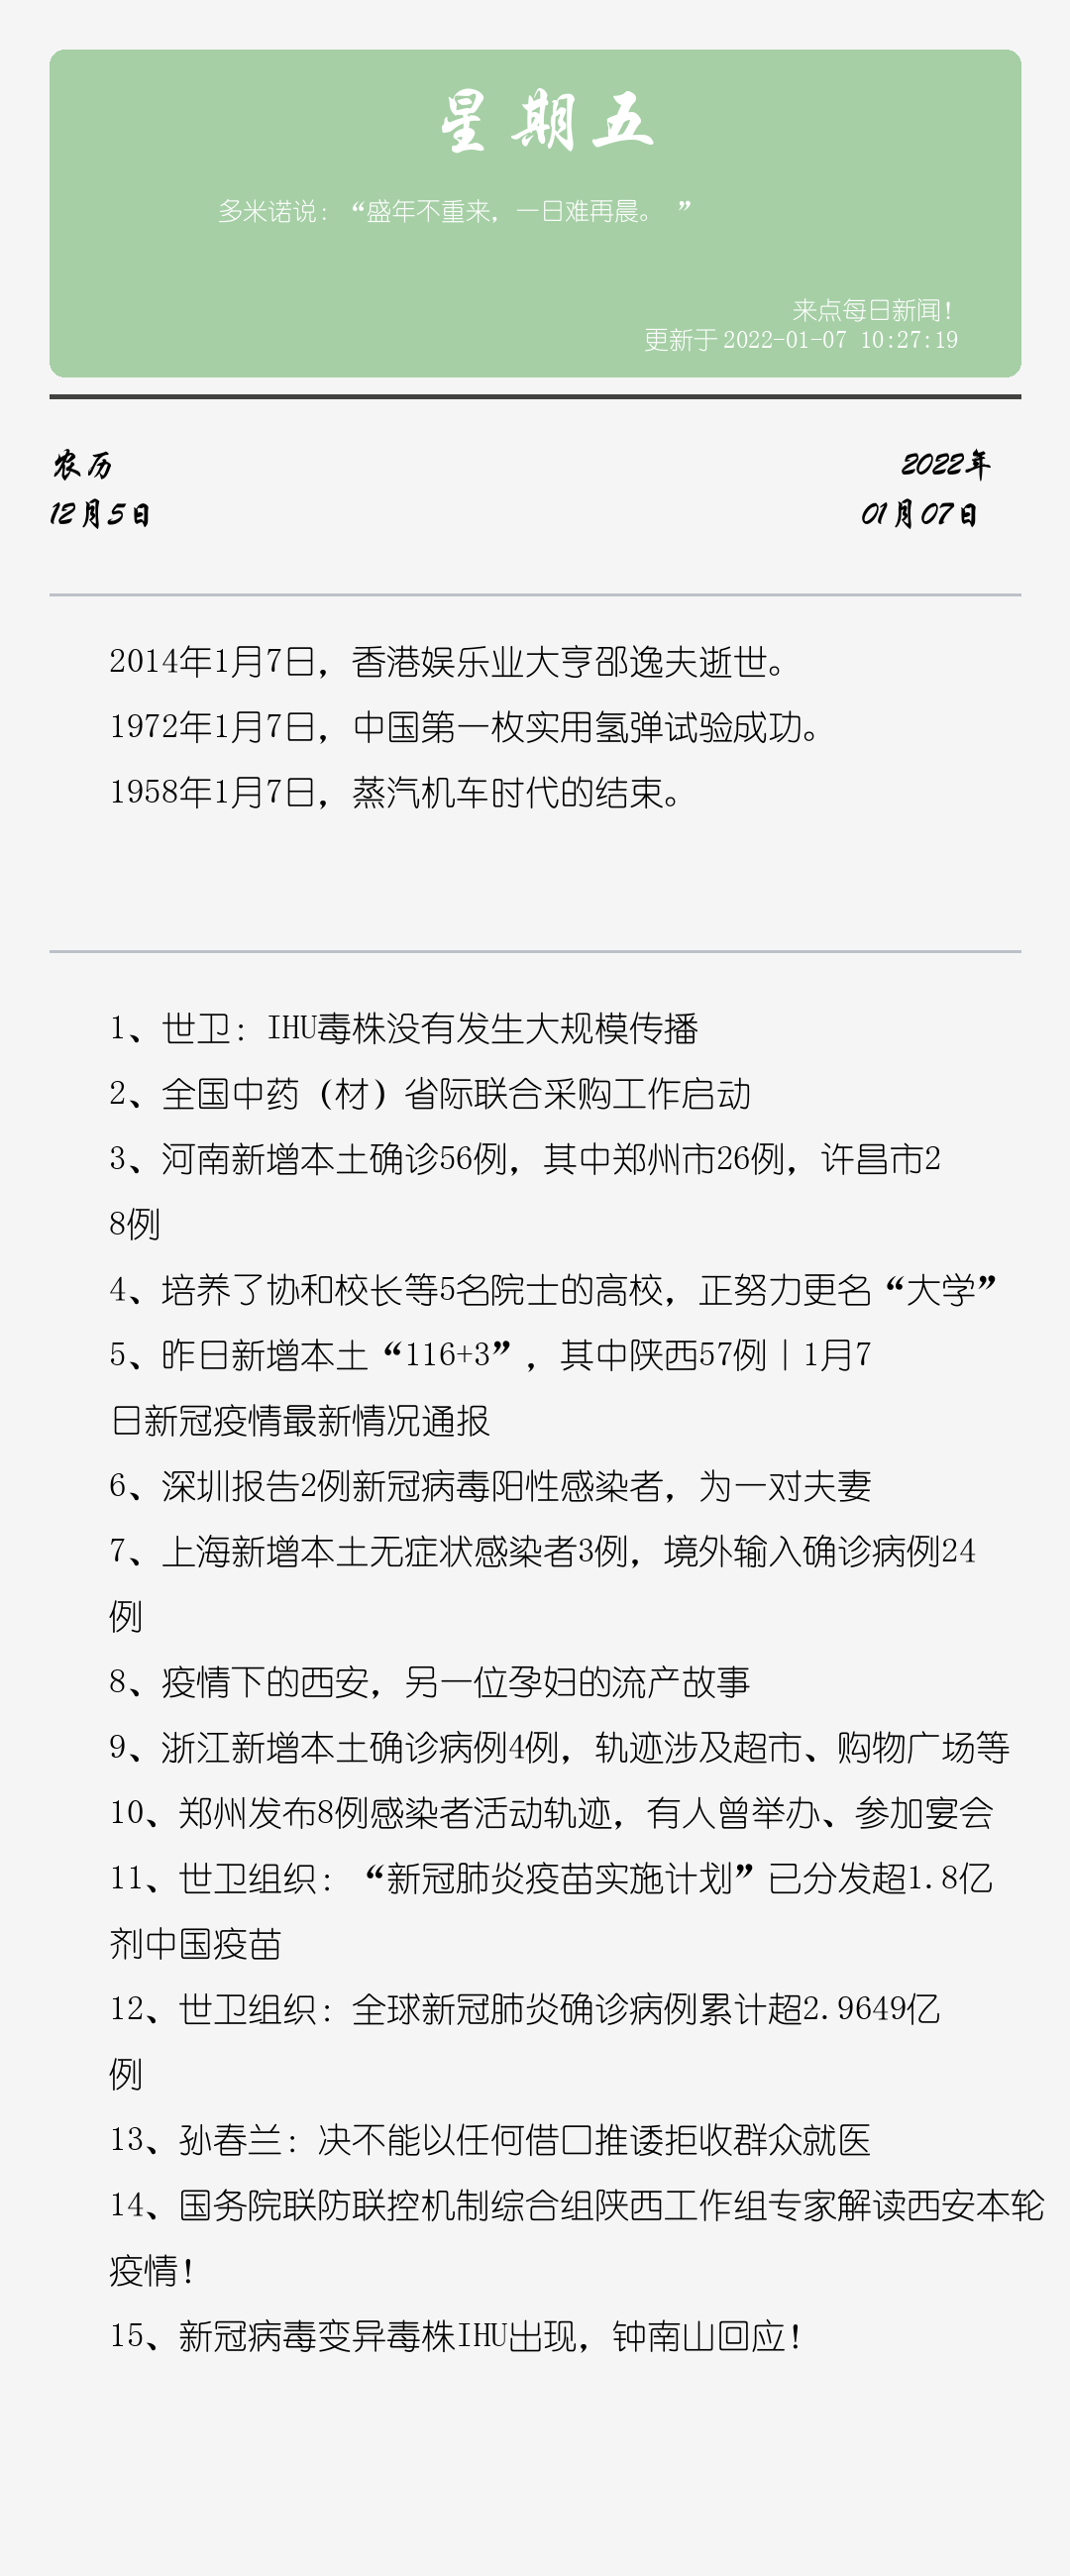 星期五
多米诺说：“盛年不重来，一日难再晨。 ”
来点每日新闻！
更新于2022-01-07 10:27:19
农历
12月5日
2022年
01月07日
2014年1月7日，香港娱乐业大亨邵逸夫逝世。
1972年1月7日，中国第一枚实用氢弹试验成功。
1958年1月7日，蒸汽机车时代的结束。
1、世卫：IHU毒株没有发生大规模传播
2、全国中药（材）省际联合采购工作启动
3、河南新增本土确诊56例，其中郑州市26例，许昌市2
8例
4、培养了协和校长等5名院士的高校，正努力更名“大学”
5、昨日新增本土“116+3”，其中陕西57例丨1月7
日新冠疫情最新情况通报
6、深圳报告2例新冠病毒阳性感染者，为一对夫妻
7、上海新增本土无症状感染者3例，境外输入确诊病例24
例
8、疫情下的西安，另一位孕妇的流产故事
9、浙江新增本土确诊病例4例，轨迹涉及超市、购物广场等
10、郑州发布8例感染者活动轨迹，有人曾举办、参加宴会
11、世卫组织：“新冠肺炎疫苗实施计划”已分发超1.8亿
剂中国疫苗
12、世卫组织：全球新冠肺炎确诊病例累计超2.9649亿
例
13、孙春兰：决不能以任何借口推诿拒收群众就医
14、国务院联防联控机制综合组陕西工作组专家解读西安本轮
疫情！
15、新冠病毒变异毒株IHU出现，钟南山回应！